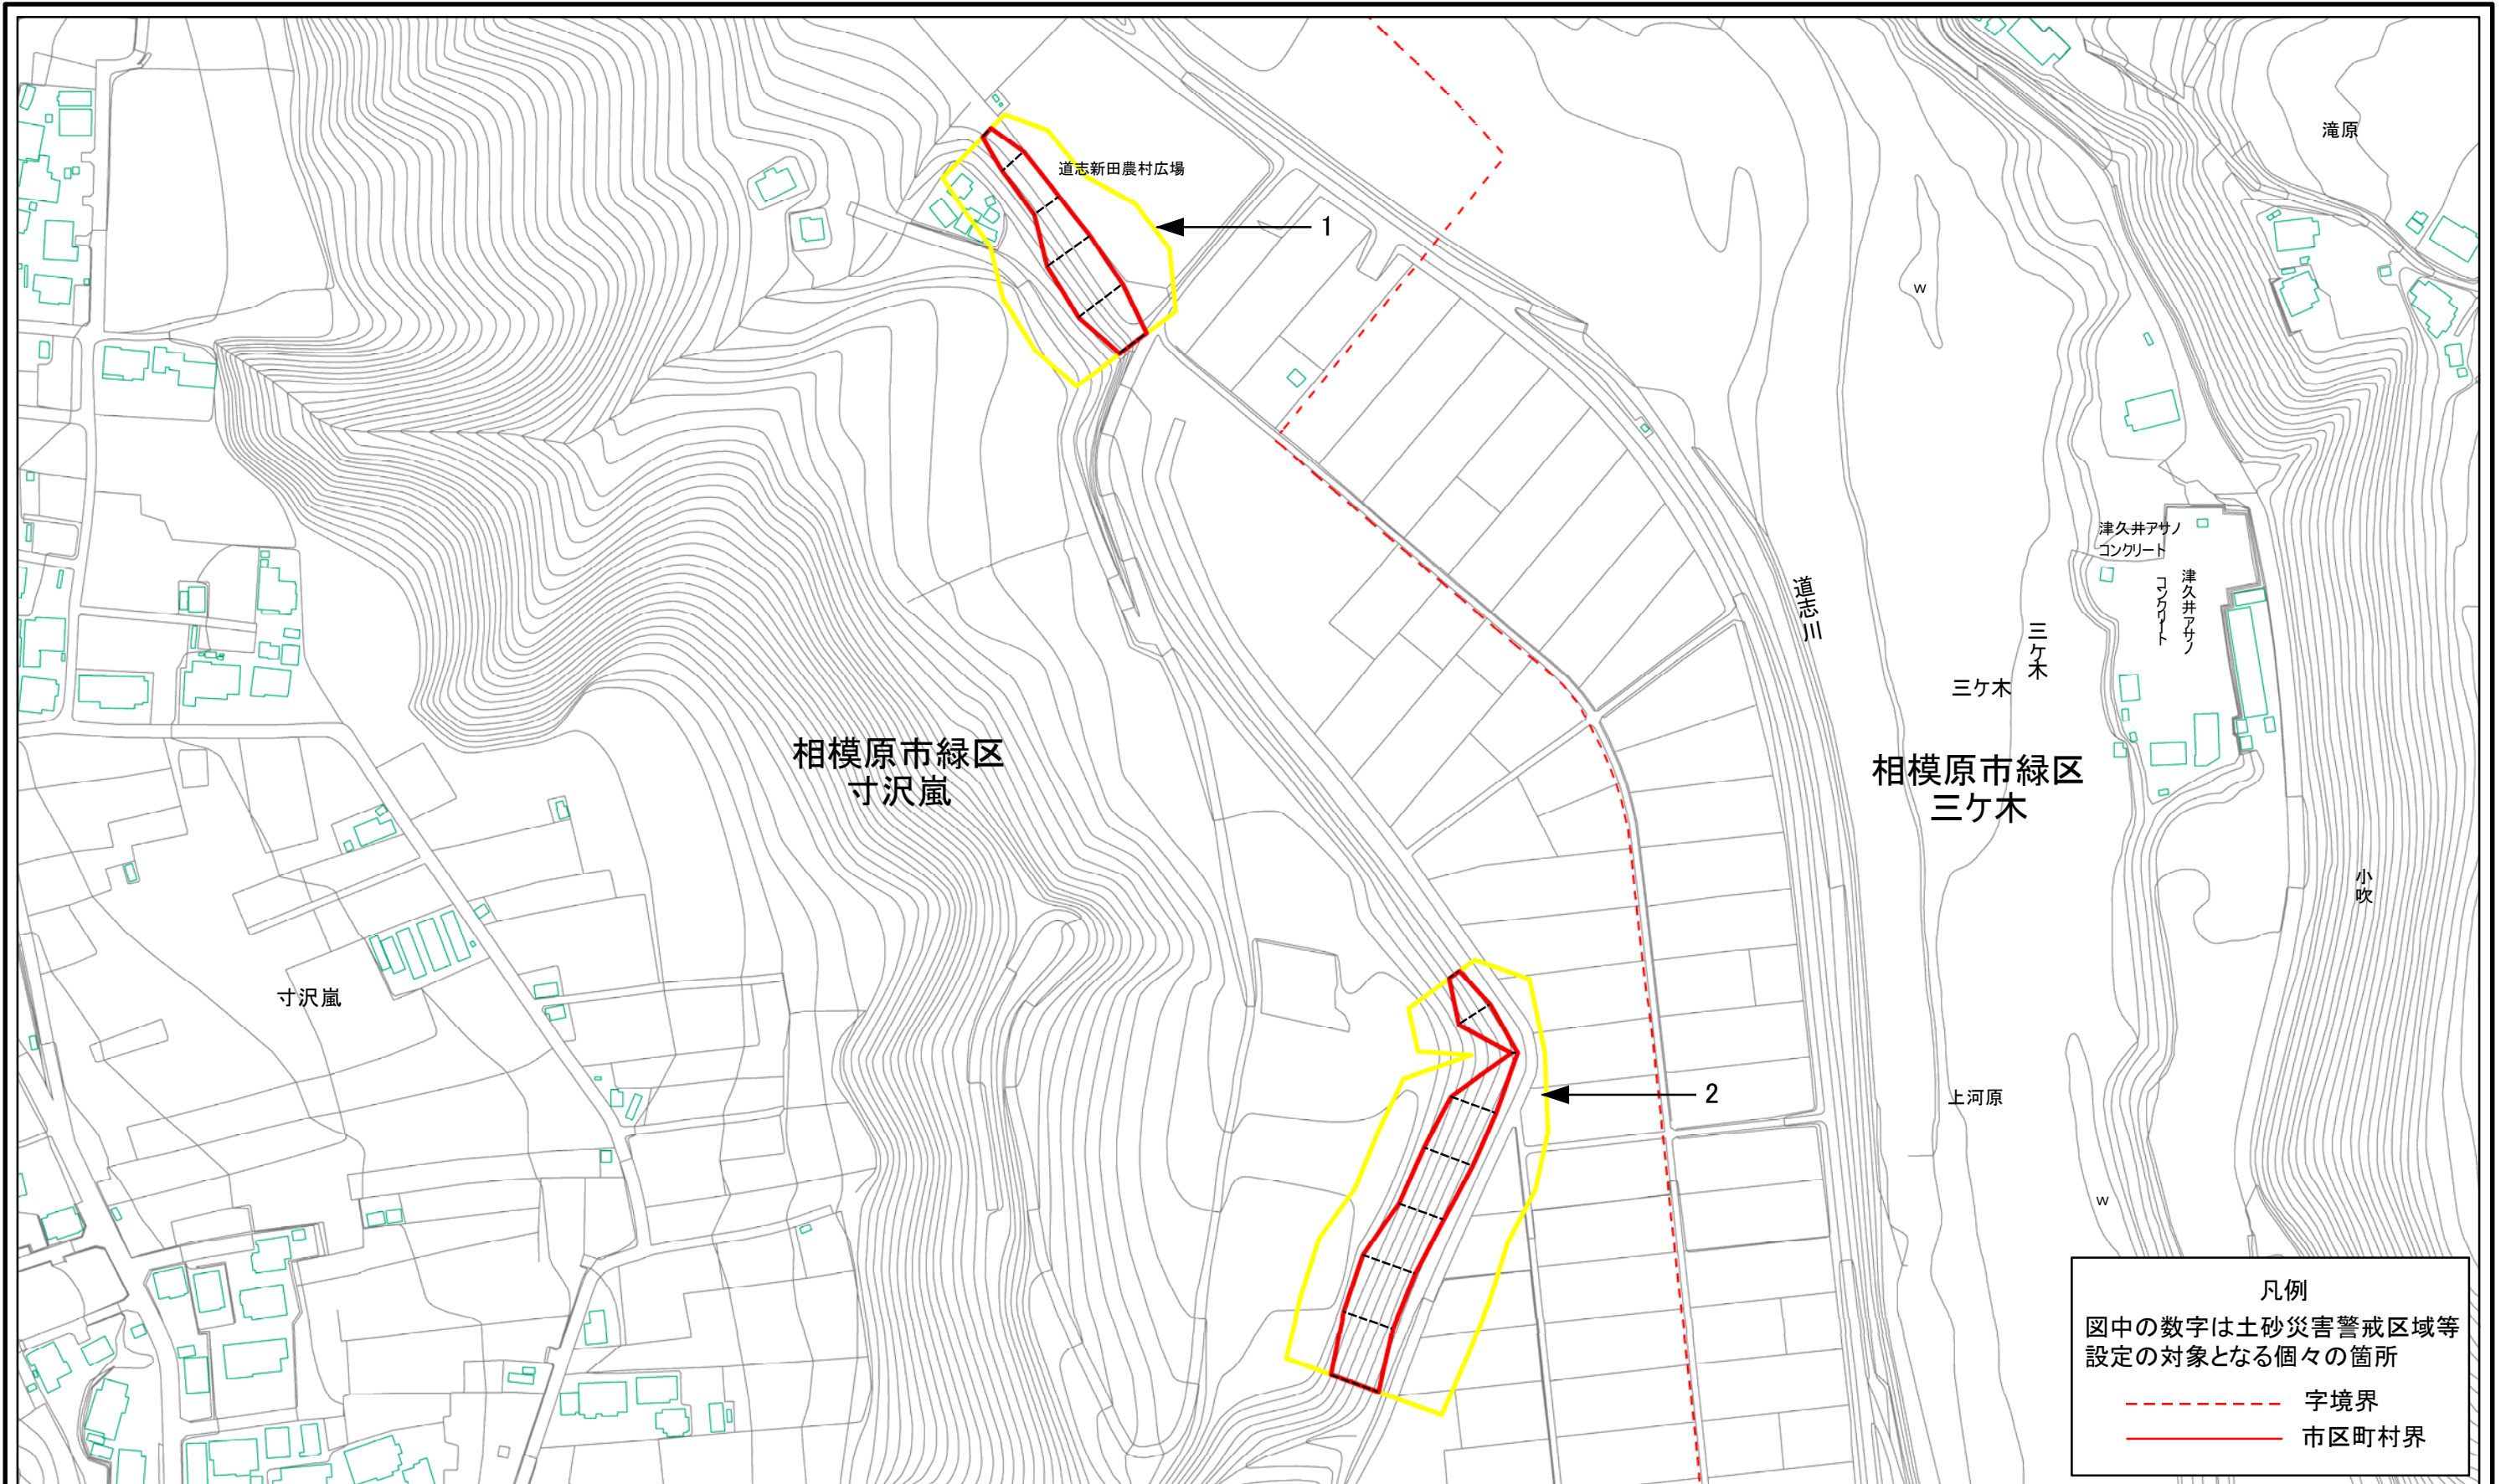 滝原
道志新田農村広場
1
w
津久井アサノ
コンクリート
津久井アサノ
コンクリート
道志川
三ケ木
三ケ木
相模原市緑区
寸沢嵐
相模原市緑区
三ケ木
小吹
寸沢嵐
2
上河原
w
凡例
図中の数字は土砂災害警戒区域等
設定の対象となる個々の箇所
字境界
市区町村界